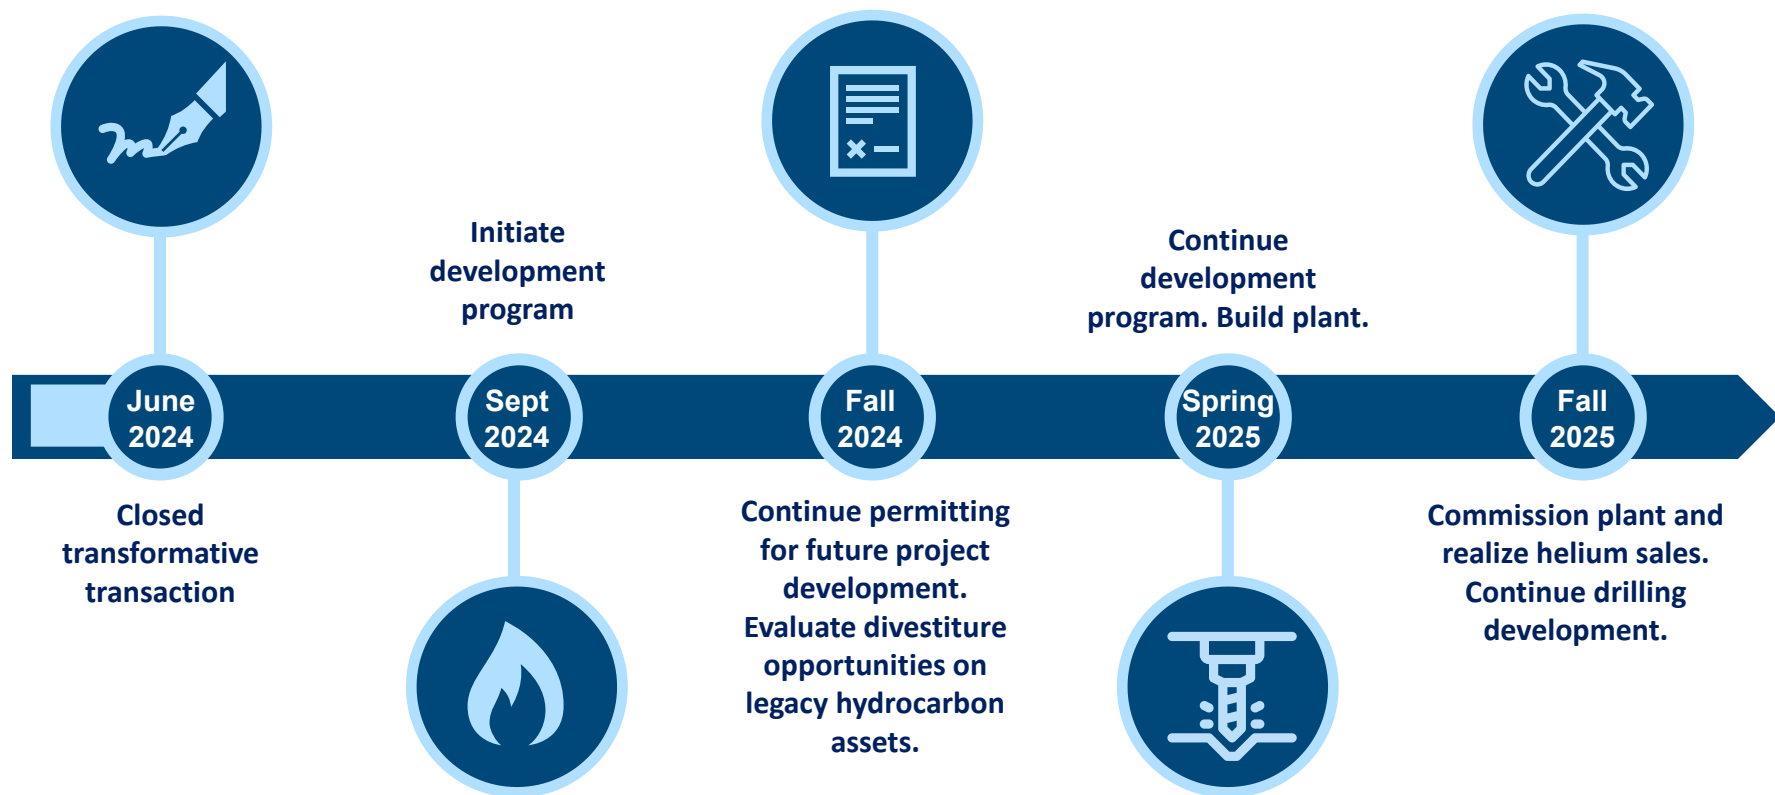 June
2024
Closed
transformative
transaction
Initiate
development
program
Sept
2024
Fall
2024
Continue permitting
for future project
development.
Evaluate divestiture
opportunities on
legacy hydrocarbon
assets.
Continue
development
program. Build plant.
Spring
2025
Fall
2025
Commission plant and
realize helium sales.
Continue drilling
development.